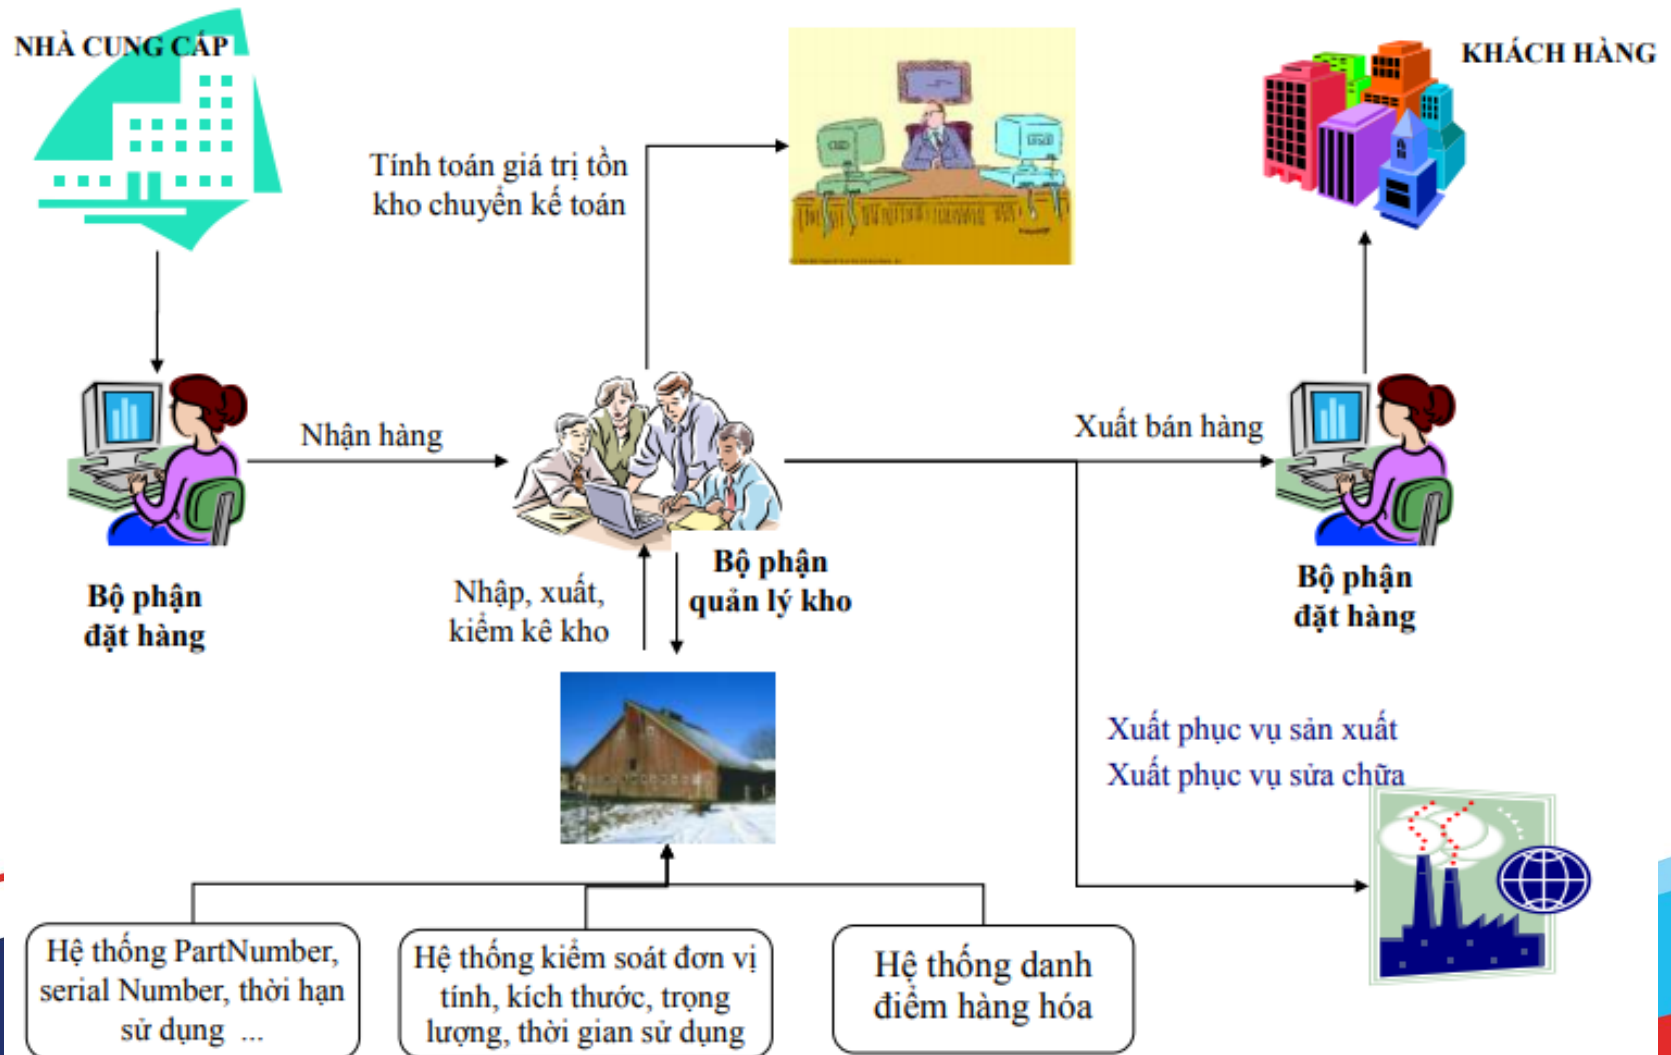 NHÀ CUNG CẤP
KHÁCH HÀNG
Tính toán giá trị tồn
kho chuyển kế toán
Nhận hàng
Xuất bán hàng
Bộ phận
đặt hàng
Nhập, xuất,
kiểm kê kho
Bộ phận
quản lý kho
Bộ phận
đặt hàng
Xuất phục vụ sản xuất
Xuất phục vụ sửa chữa
Hệ thống PartNumber,
serial Number, thời hạn
sử dụng ...
Hệ thống kiểm soát đơn vị
tính, kích thước, trọng
lượng, thời gian sử dụng
Hệ thống danh
điểm hàng hóa